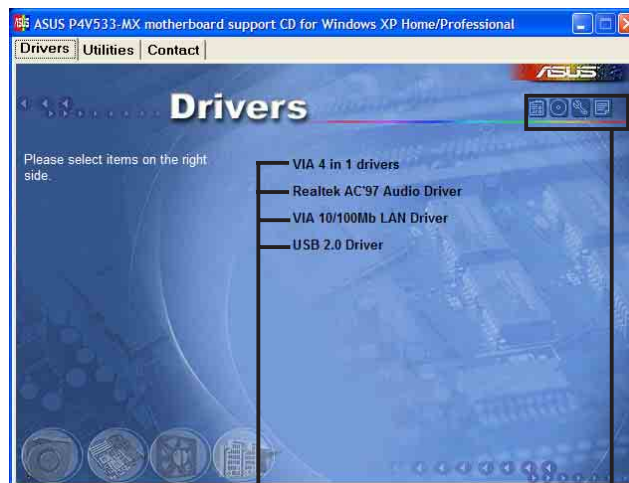 ASUS P4V533-MX motherboard support CD for Windows XP Home/Professional
Drivers Utilities Contact
ASUS
Drivers
Please select items on the right
side.
VIA 4 in 1 drivers
Realtek AC'97 Audio Driver
VIA 10/100Mb LAN Driver
USB 2.0 Driver